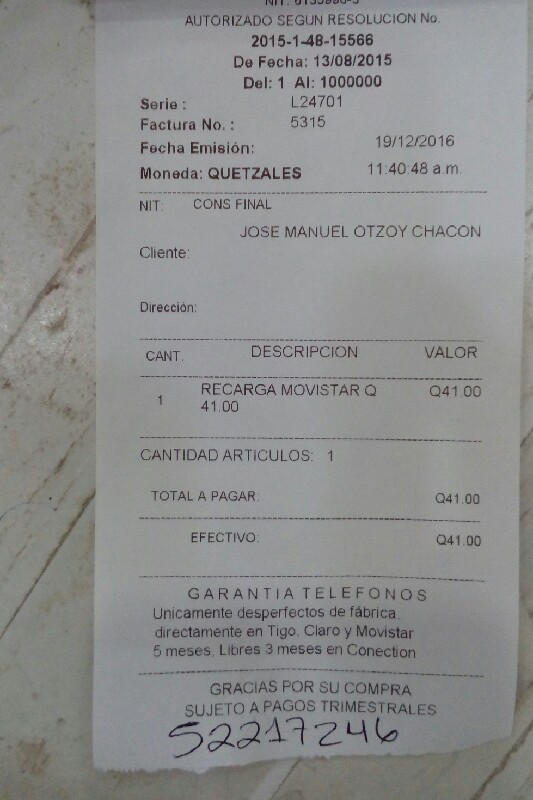 AUTORIZADO SEGUN RESOLUCION No.
2015-1-48-15566
De Fecha: 13/08/2015
Del: 1 Al: 1000000
Serie : L24701
Factura No. : 5315
Fecha Emisión: 19/12/2016
Moneda: QUETZALES 11:40:48 a.m.
NIT: CONS FINAL
JOSE MANUEL OTZOY CHACON
Cliente:
Dirección:
CANT. DESCRIPCION VALOR
1 RECARGA MOVISTAR Q Q41.00
41.00
CANTIDAD ARTICULOS: 1
TOTAL A PAGAR: Q41.00
EFECTIVO: Q41.00
GARANTIA TELEFONOS
Unicamente desperfectos de fábrica,
directamente en Tigo, Claro y Movistar
5 meses, Libres 3 meses en Conection
GRACIAS POR SU COMPRA
SUJETO A PAGOS TRIMESTRALES
52217246